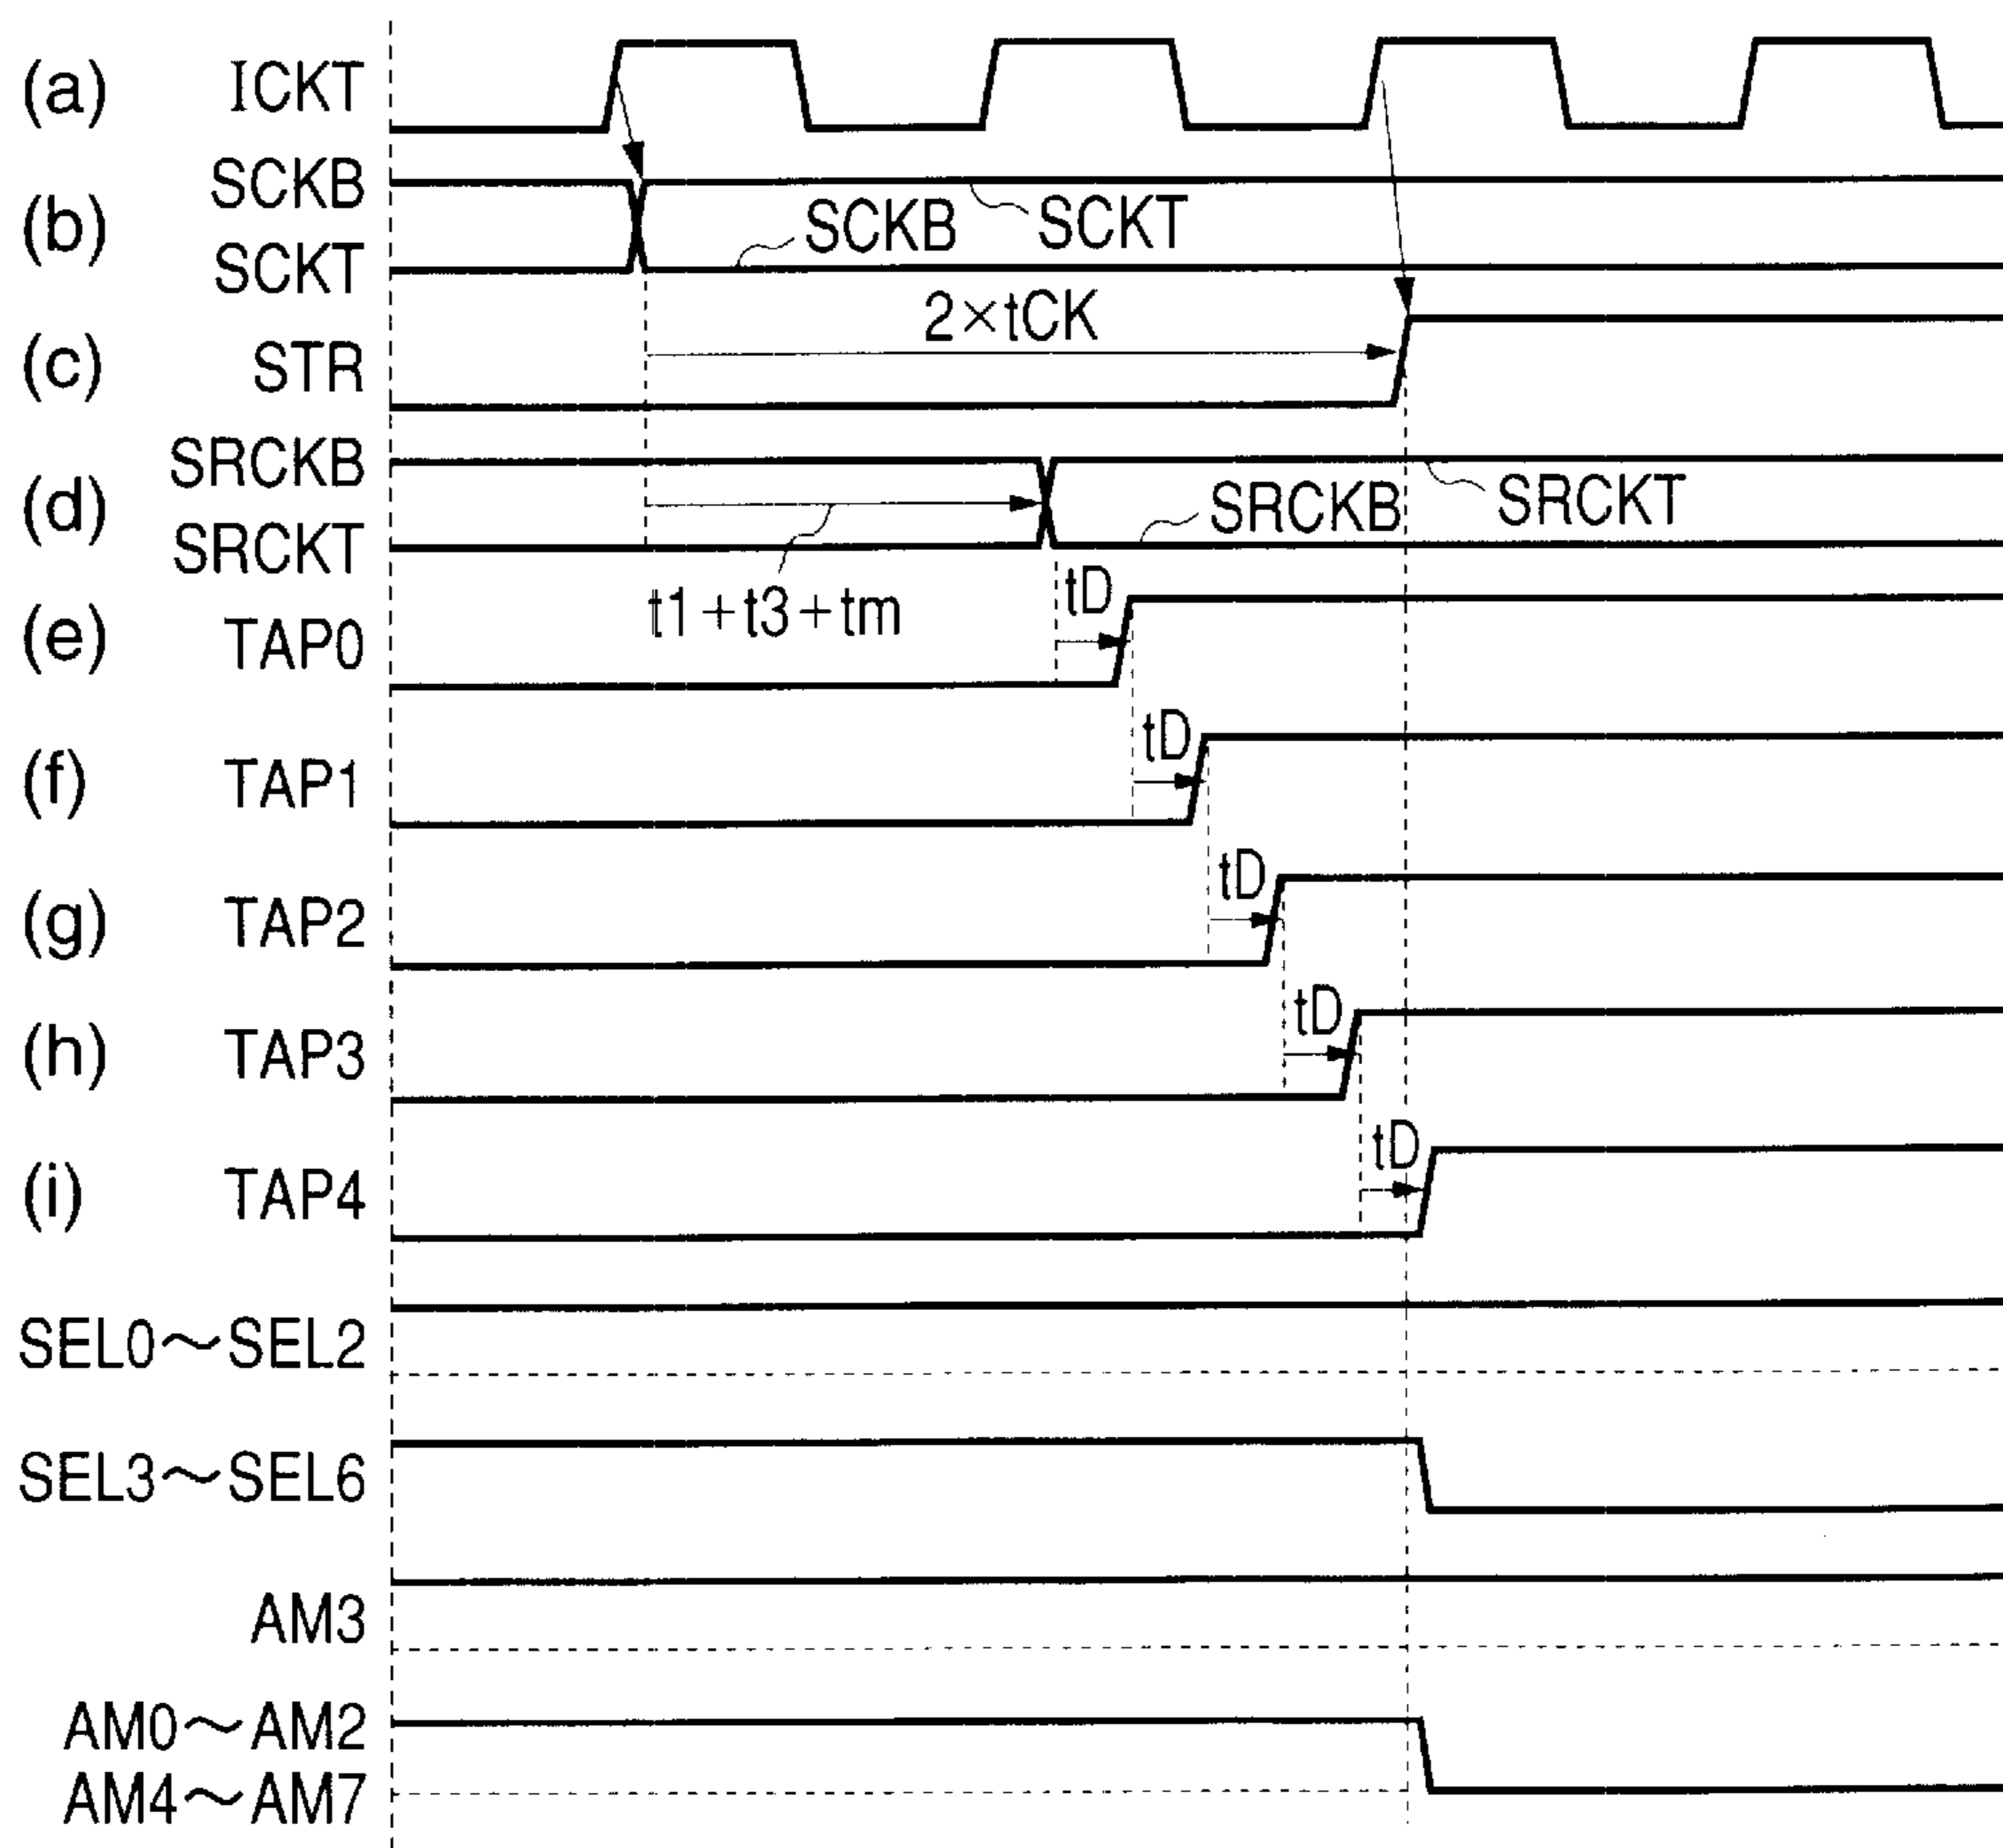 (a) ICKT
SCKB
(b)
SCKT
SCKB
SCKT
2×tCK
(c) STR
SRCKB
(d)
SRCKT
SRCKB
SRCKT
t1+t3+tm
tD
(e) TAP0
tD
(f) TAP1
tD
(g) TAP2
tD
(h) TAP3
tD
(i) TAP4
SEL0~SEL2
SEL3~SEL6
AM3
AM0~AM2
AM4~AM7